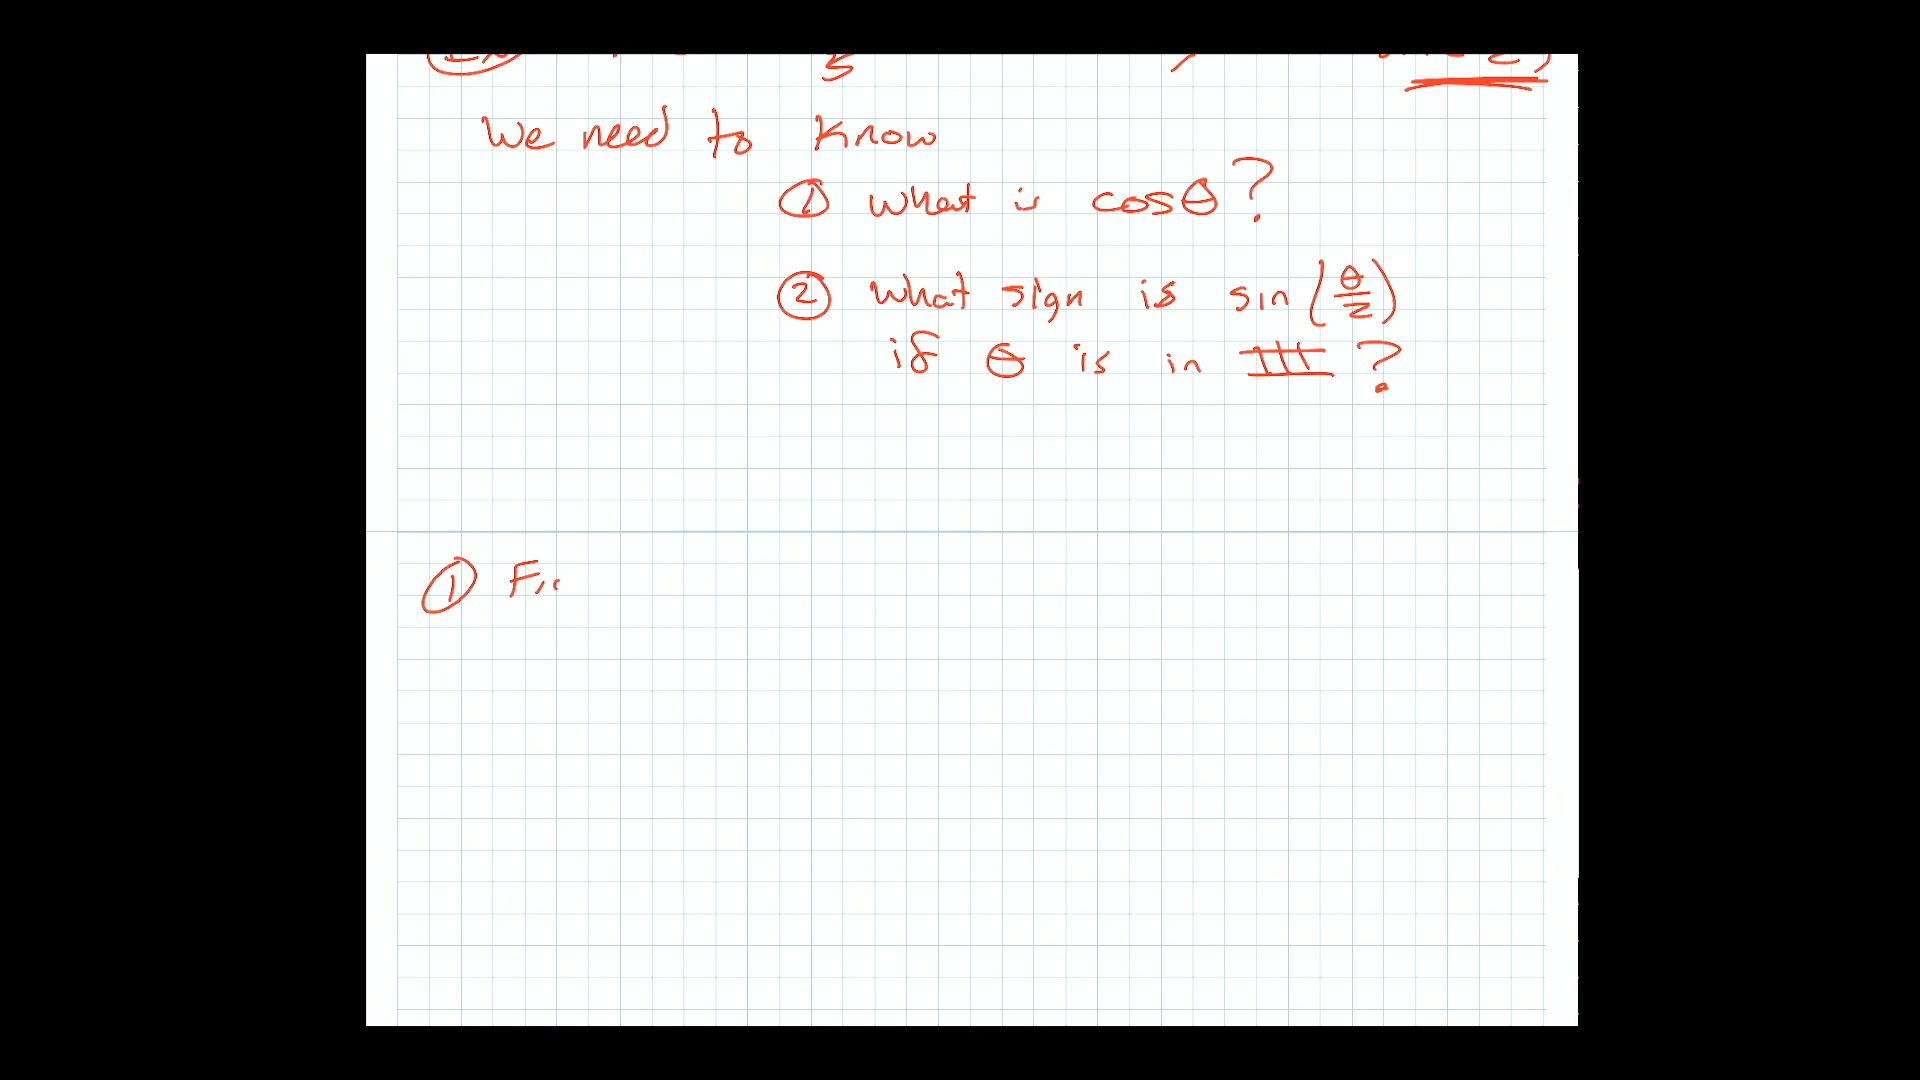 5
We need to know
① What is cosθ?
② What sign is sin(θ/2)
if θ is in III?
①